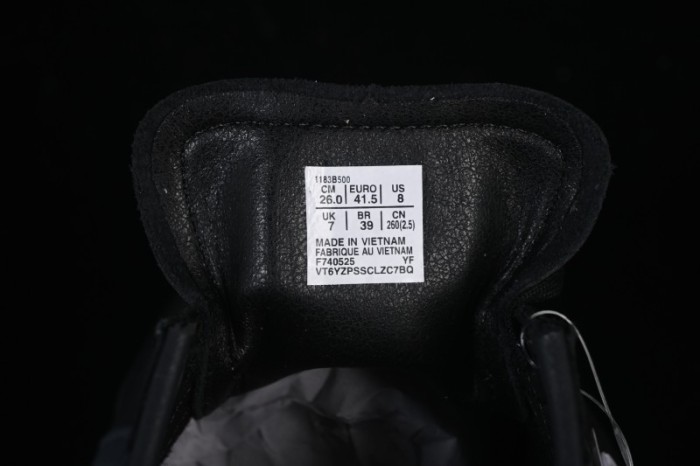 1183B500
CM EURO US
26.0 41.5 8
UK BR CN
7 39 260(2.5)
MADE IN VIETNAM
FABRIQUE AU VIETNAM
F740525 YF
VT6YZPSSCLZC7BQ